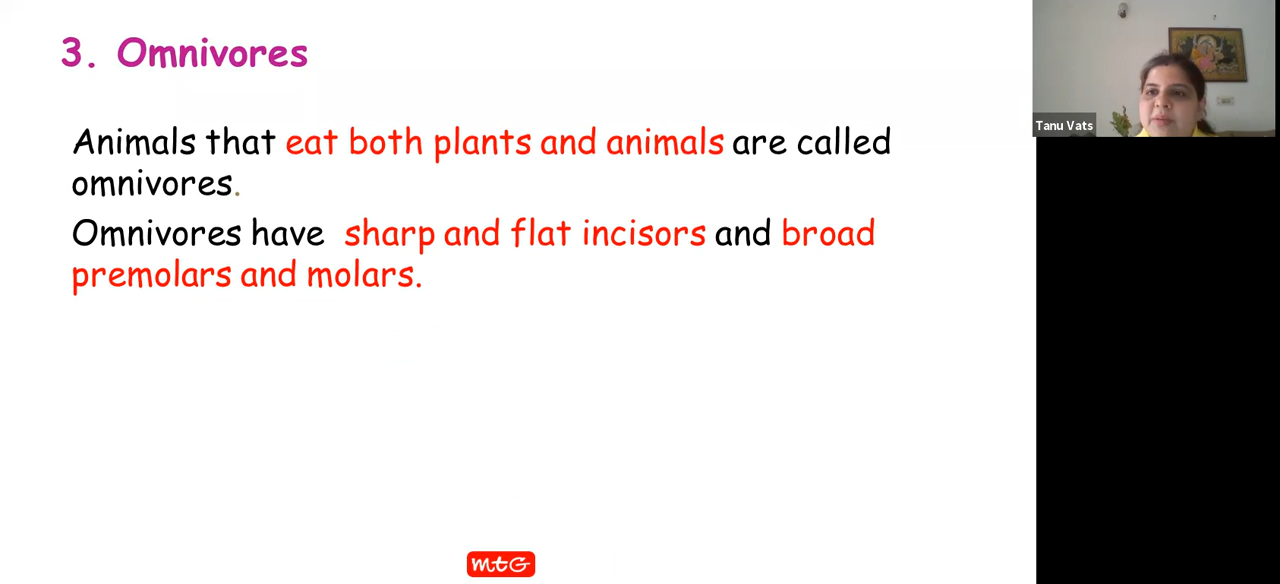 3. Omnivores
Animals that eat both plants and animals are called
omnivores.
Omnivores have sharp and flat incisors and broad
premolars and molars.
Tanu Vats
mtG